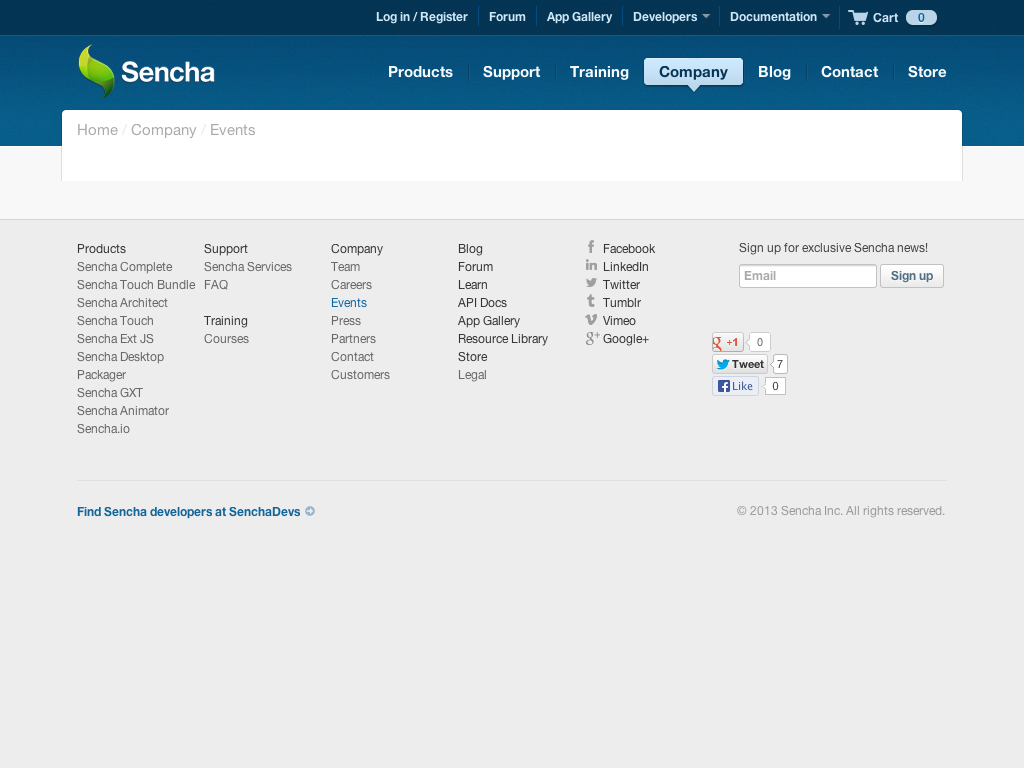 Log in / Register Forum App Gallery Developers Documentation Cart 0
Sencha
Products Support Training Company Blog Contact Store
Home / Company / Events
Products
Sencha Complete
Sencha Touch Bundle
Sencha Architect
Sencha Touch
Sencha Ext JS
Sencha Desktop
Packager
Sencha GXT
Sencha Animator
Sencha.io
Support
Sencha Services
FAQ
Training
Courses
Company
Team
Careers
Events
Press
Partners
Contact
Customers
Blog
Forum
Learn
API Docs
App Gallery
Resource Library
Store
Legal
Facebook
LinkedIn
Twitter
Tumblr
Vimeo
Google+
Sign up for exclusive Sencha news!
Email Sign up
+1 0
Tweet 7
Like 0
Find Sencha developers at SenchaDevs
© 2013 Sencha Inc. All rights reserved.